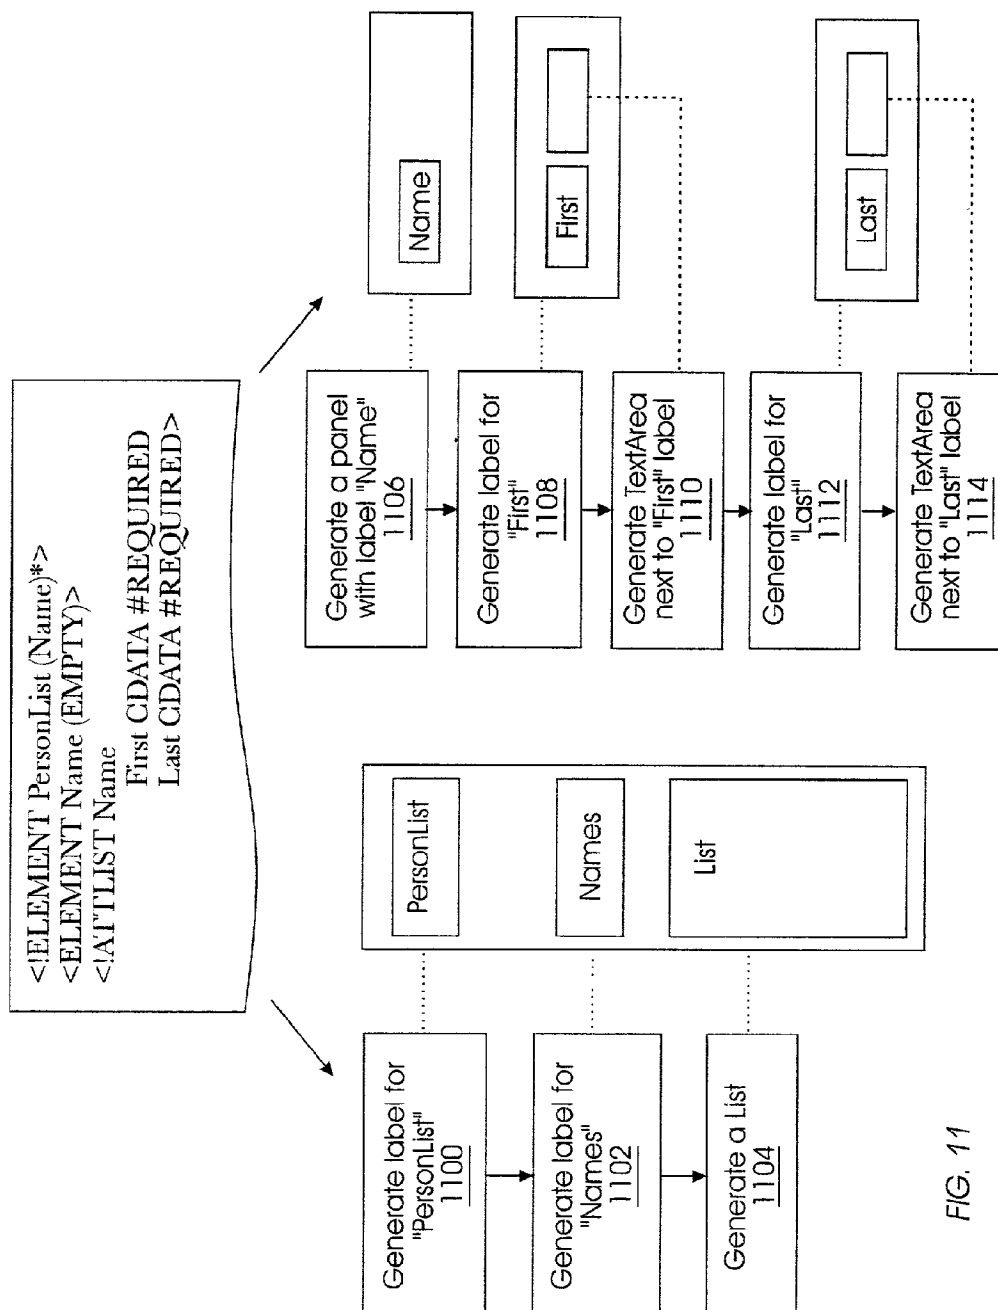 <!ELEMENT PersonList (Name)*>
<ELEMENT Name (EMPTY)>
<!ATTLIST Name
First CDATA #REQUIRED
Last CDATA #REQUIRED>
Generate label for
"PersonList"
1100
Generate label for
"Names"
1102
Generate a List
1104
PersonList
Names
List
Generate a panel
with label "Name"
1106
Generate label for
"First"
1108
Generate TextArea
next to "First" label
1110
Generate label for
"Last"
1112
Generate TextArea
next to "Last" label
1114
Name
First
Last
FIG. 11